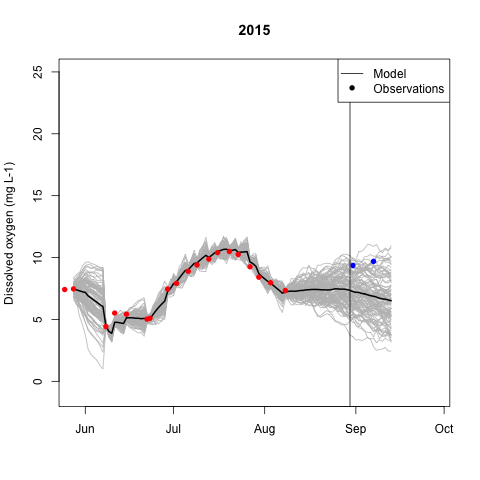 2015
Model
Observations
Dissolved oxygen (mg L-1)
25
20
15
10
5
0
Jun
Jul
Aug
Sep
Oct